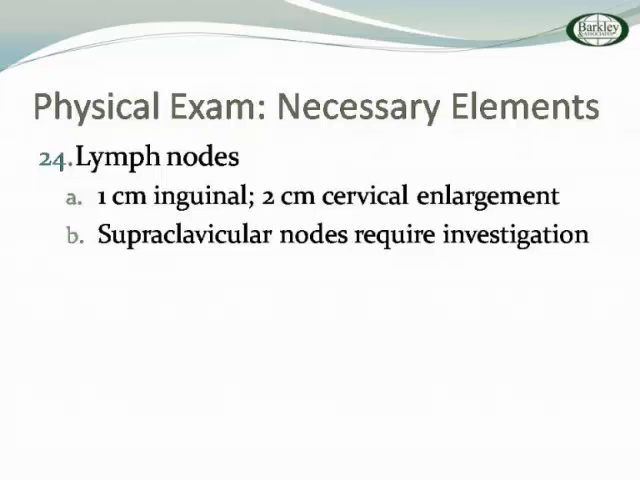 Barkley
& ASSOCIATES
Physical Exam: Necessary Elements
24. Lymph nodes
a. 1 cm inguinal; 2 cm cervical enlargement
b. Supraclavicular nodes require investigation